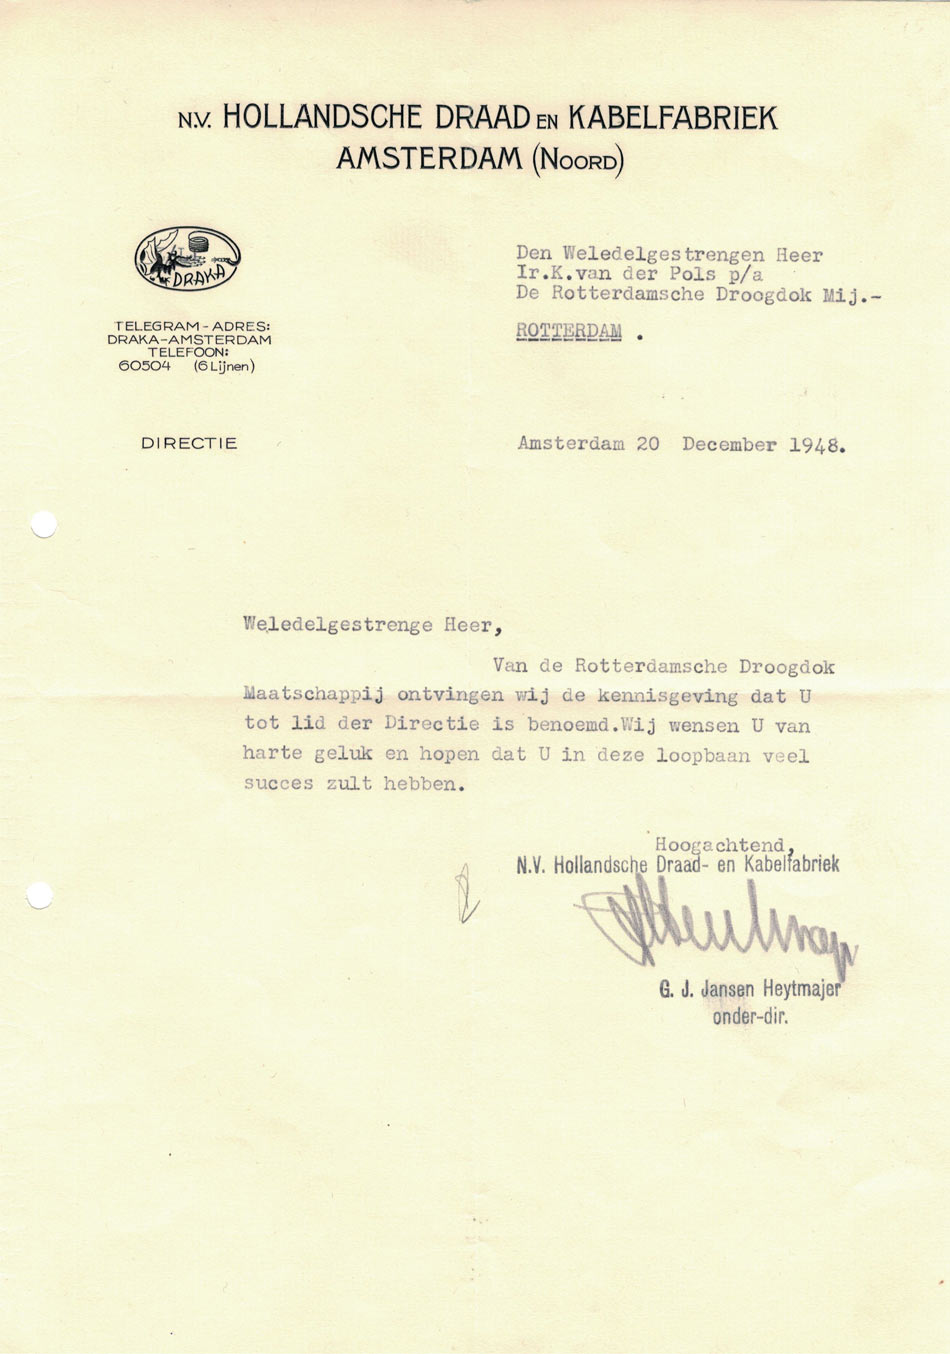 N.V. HOLLANDSCHE DRAAD EN KABELFABRIEK
AMSTERDAM (NOORD)
DRAKA
TELEGRAM-ADRES:
DRAKA-AMSTERDAM
TELEFOON:
60504 (6 Lijnen)
DIRECTIE
Den Weledelgestrengen Heer
Ir.K.van der Pols p/a
De Rotterdamsche Droogdok Mij.-
ROTTERDAM .
Amsterdam 20 December 1948.
Weledelgestrenge Heer,
Van de Rotterdamsche Droogdok
Maatschappij ontvingen wij de kennisgeving dat U
tot lid der Directie is benoemd.Wij wensen U van
harte geluk en hopen dat U in deze loopbaan veel
succes zult hebben.
Hoogachtend,
N.V. Hollandsche Draad- en Kabelfabriek
G. J. Jansen Heytmajer
onder-dir.